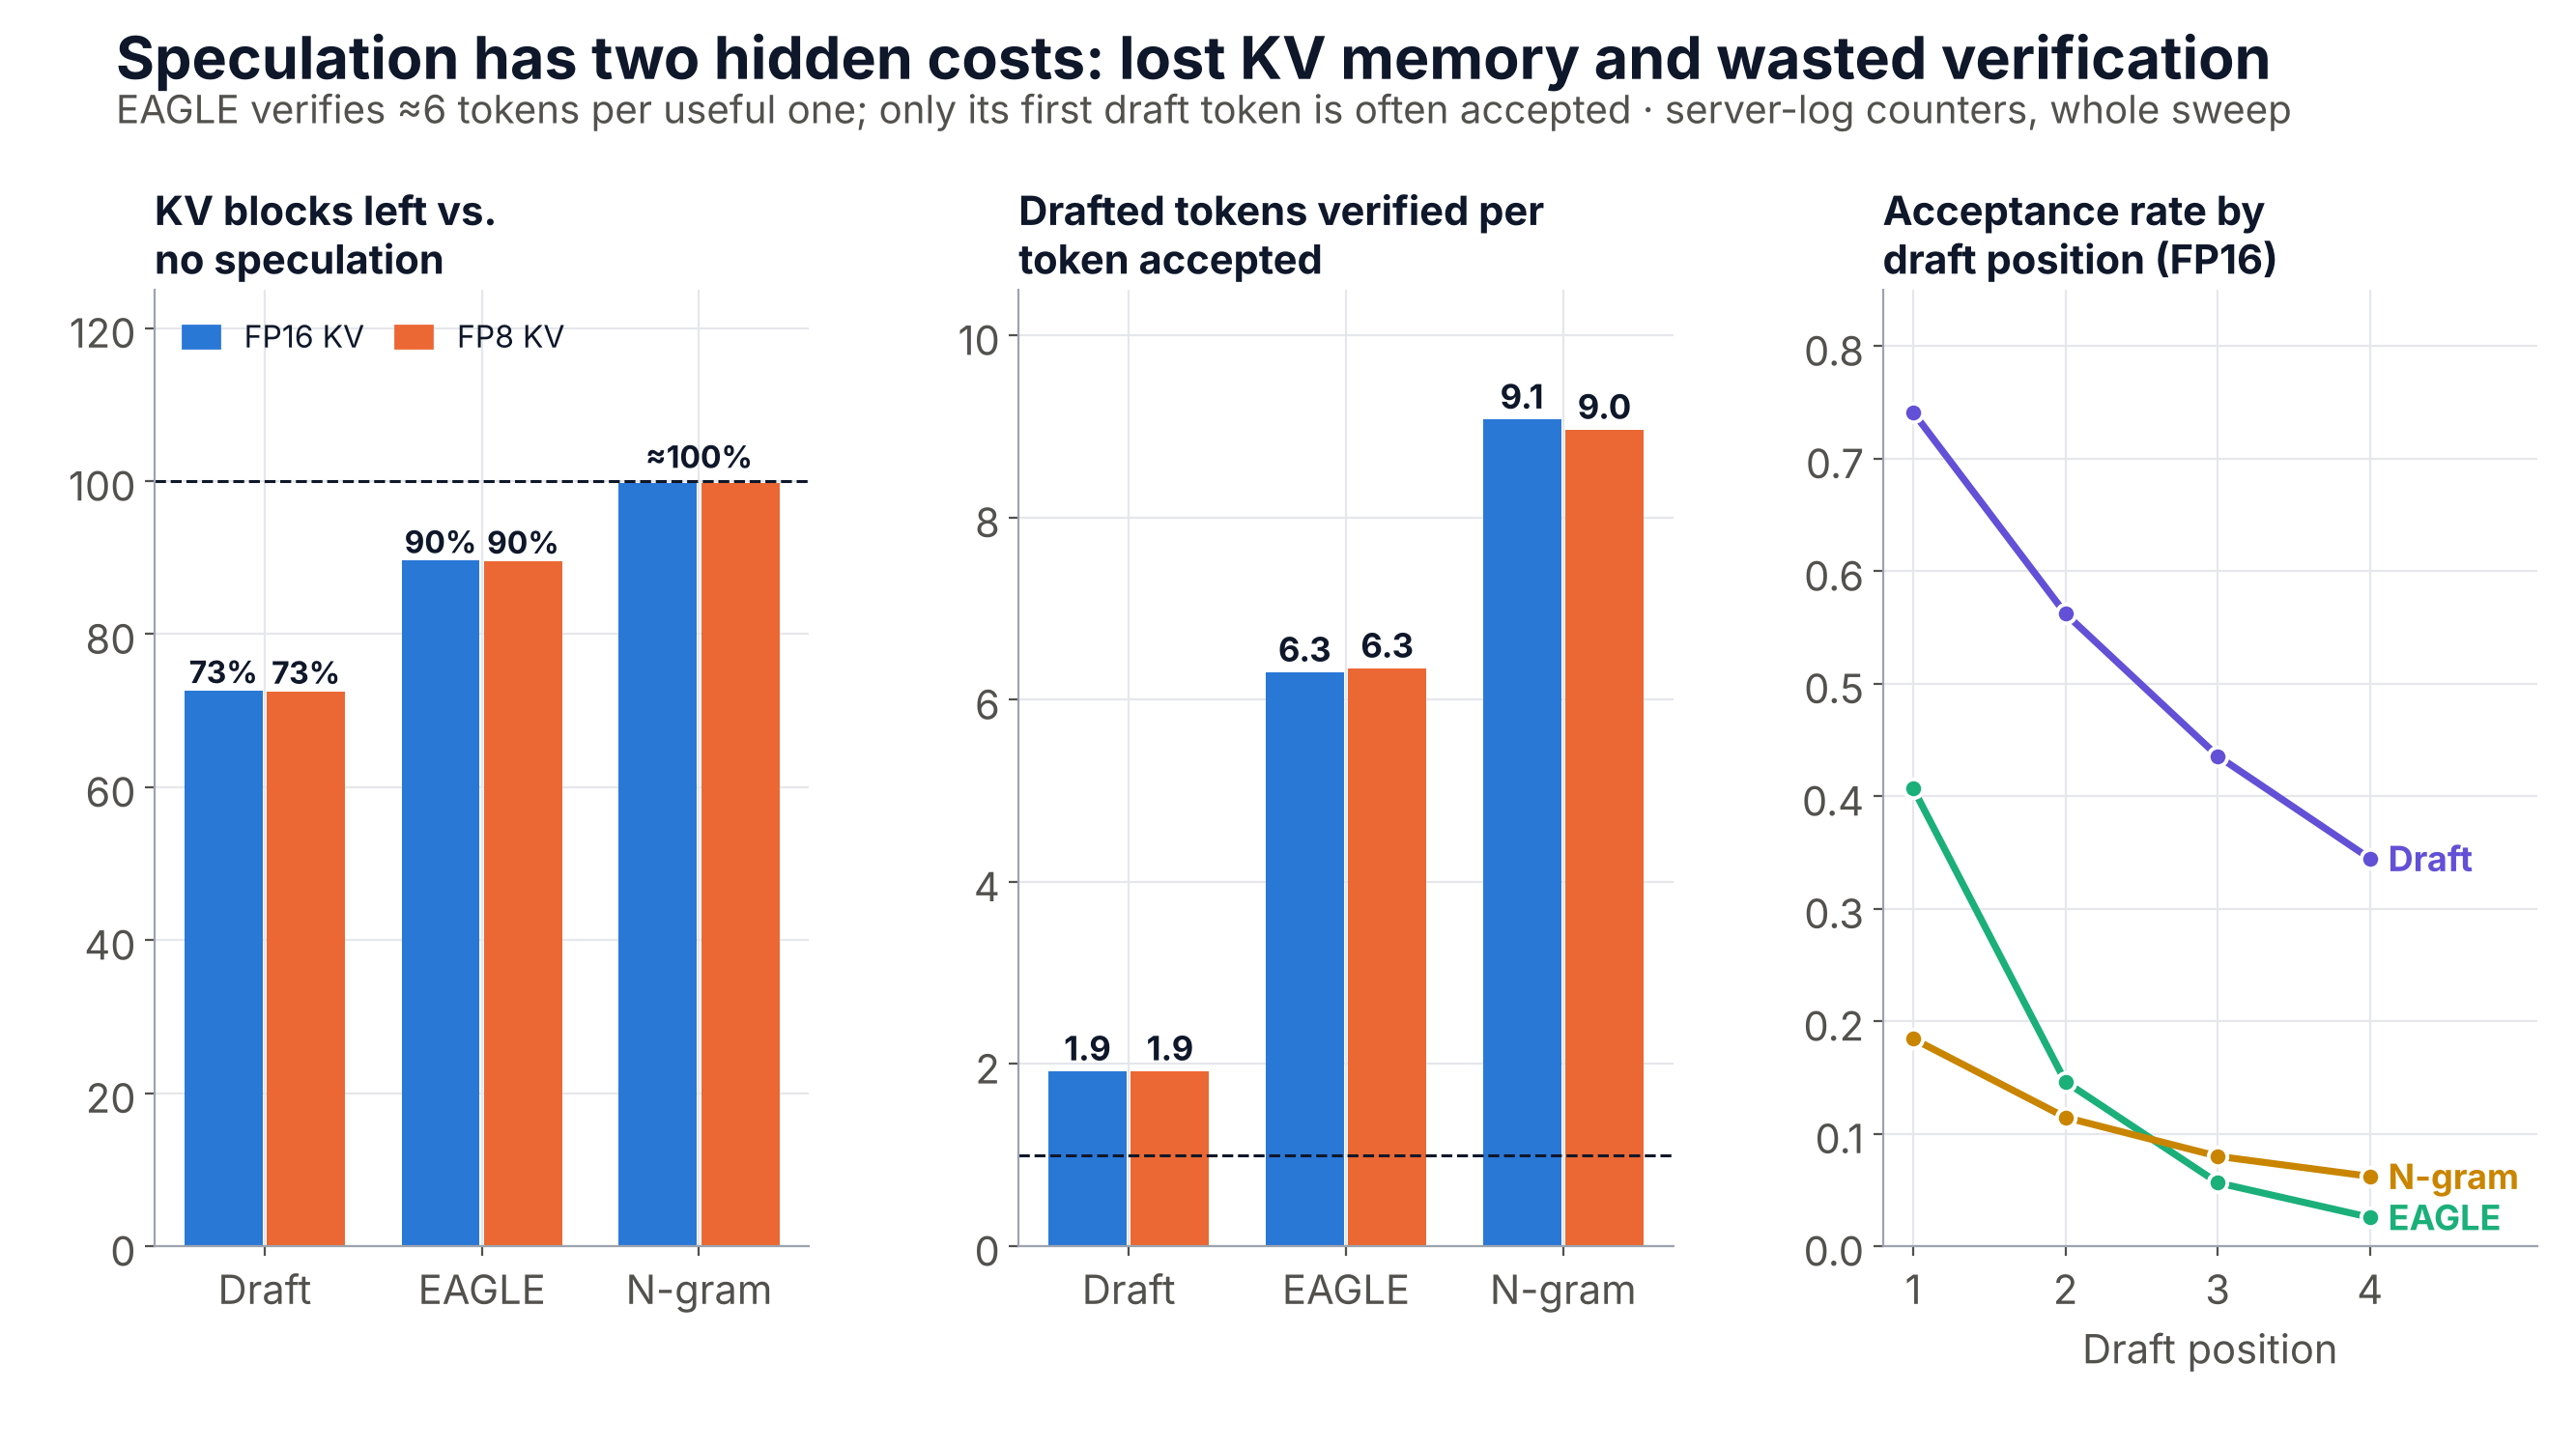 Speculation has two hidden costs: lost KV memory and wasted verification
EAGLE verifies ≈6 tokens per useful one; only its first draft token is often accepted · server-log counters, whole sweep
KV blocks left vs.
no speculation
120
100
80
60
40
20
0
FP16 KV
FP8 KV
73%
73%
90%
90%
≈100%
Draft
EAGLE
N-gram
Drafted tokens verified per
token accepted
10
8
6
4
2
0
1.9
1.9
6.3
6.3
9.1
9.0
Draft
EAGLE
N-gram
Acceptance rate by
draft position (FP16)
0.8
0.7
0.6
0.5
0.4
0.3
0.2
0.1
0.0
Draft
N-gram
EAGLE
1
2
3
4
Draft position